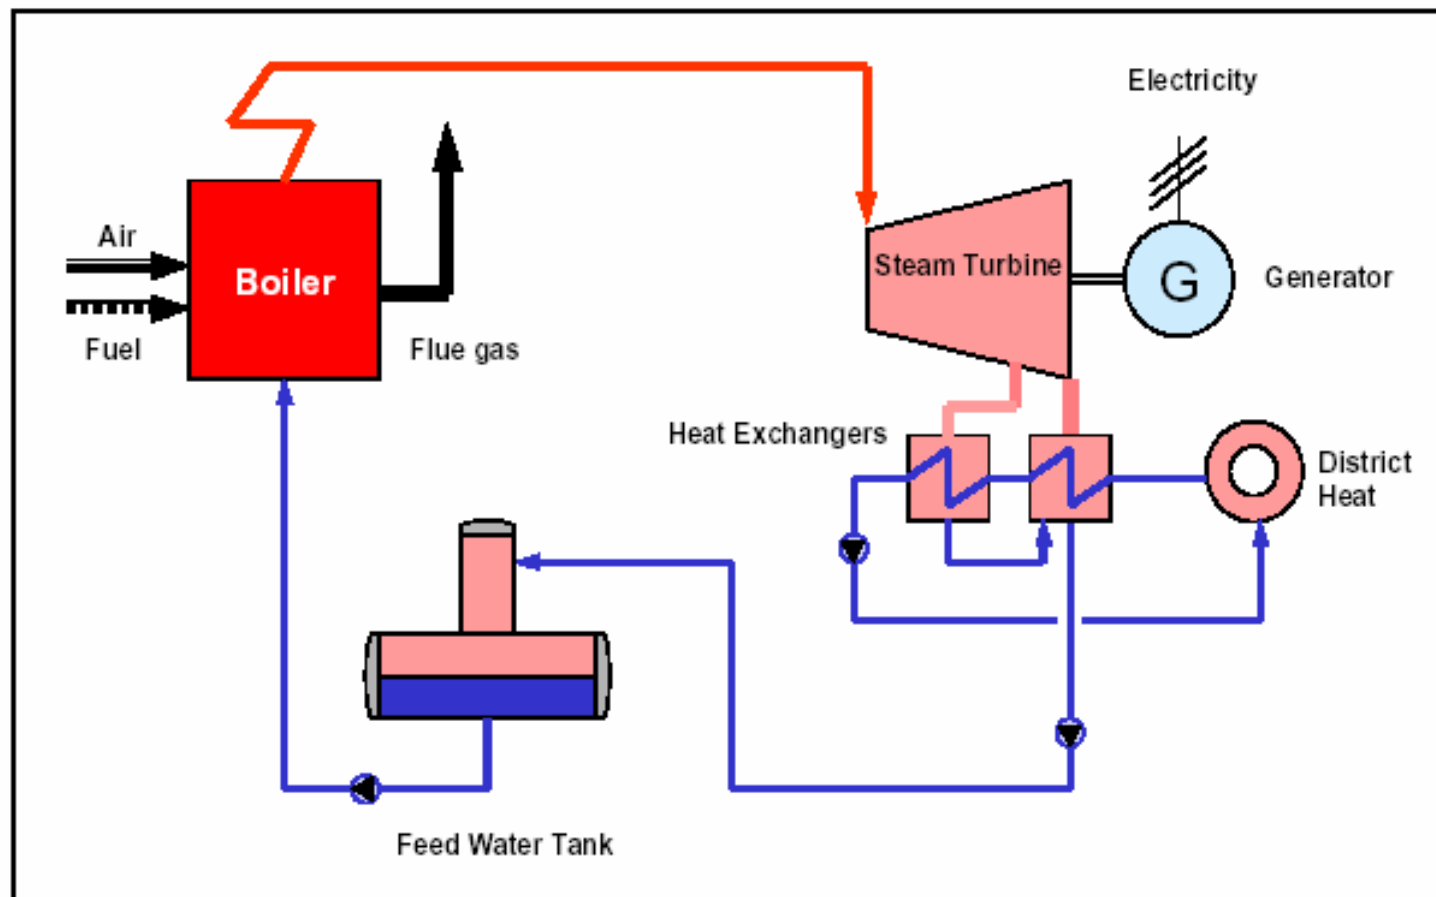 Electricity
Air
Boiler
Steam Turbine
G
Generator
Fuel
Flue gas
Heat Exchangers
District
Heat
Feed Water Tank